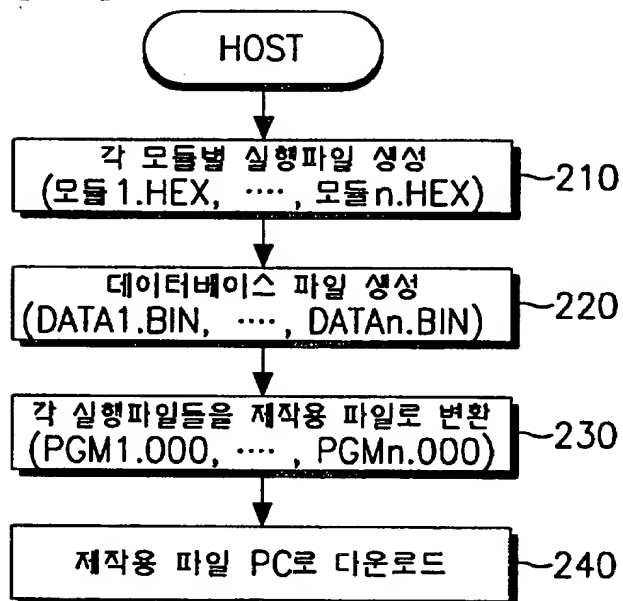 HOST
각 모듈별 실행파일 생성
(모듈1.HEX, ····, 모듈n.HEX)
210
데이터베이스 파일 생성
(DATA1.BIN, ····, DATAn.BIN)
220
각 실행파일들을 제작용 파일로 변환
(PGM1.000, ····, PGMn.000)
230
제작용 파일 PC로 다운로드
240